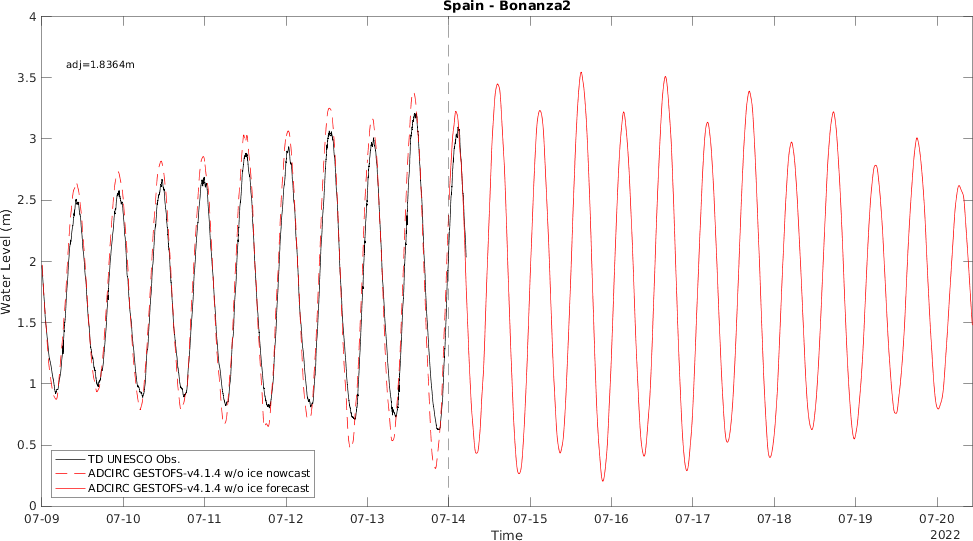 Spain - Bonanza2
adj=1.8364m
Water Level (m)
4
3.5
3
2.5
2
1.5
1
0.5
0
TD UNESCO Obs.
ADCIRC GESTOFS-v4.1.4 w/o ice nowcast
ADCIRC GESTOFS-v4.1.4 w/o ice forecast
07-09 07-10 07-11 07-12 07-13 07-14 07-15 07-16 07-17 07-18 07-19 07-20
Time
2022